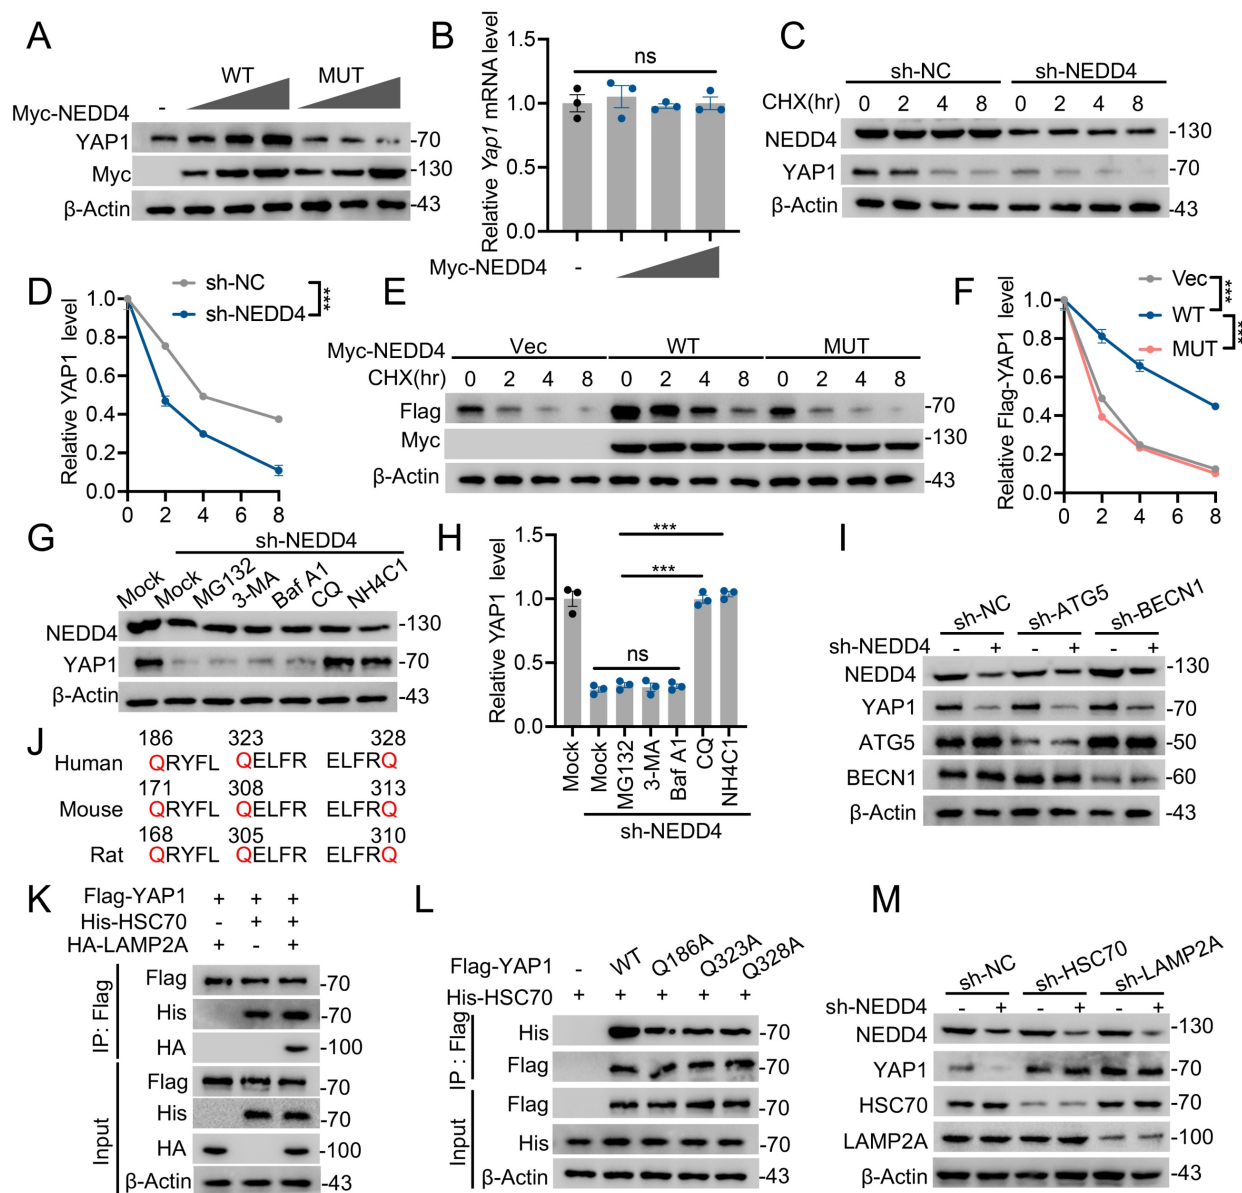 A
WT MUT
Myc-NEDD4 -
YAP1 -70
Myc -130
β-Actin -43
B
Relative Yap1 mRNA level
1.5
1.0
0.5
0.0
ns
Myc-NEDD4 -
C
sh-NC sh-NEDD4
CHX(hr) 0 2 4 8 0 2 4 8
NEDD4 -130
YAP1 -70
β-Actin -43
D
Relative YAP1 level
1.0
0.8
0.6
0.4
0.2
0.0
0 2 4 6 8
sh-NC
sh-NEDD4
***
E
Myc-NEDD4 Vec WT MUT
CHX(hr) 0 2 4 8 0 2 4 8 0 2 4 8
Flag -70
Myc -130
β-Actin -43
F
Relative Flag-YAP1 level
1.0
0.8
0.6
0.4
0.2
0.0
0 2 4 6 8
Vec
WT
MUT
***
***
G
sh-NEDD4
Mock Mock MG132 3-MA Baf A1 CQ NH4C1
NEDD4 -130
YAP1 -70
β-Actin -43
H
Relative YAP1 level
1.5
1.0
0.5
0.0
***
***
ns
Mock Mock MG132 3-MA Baf A1 CQ NH4C1
sh-NEDD4
I
sh-NC sh-ATG5 sh-BECN1
sh-NEDD4 - + - + - +
NEDD4 -130
YAP1 -70
ATG5 -50
BECN1 -60
β-Actin -43
J
186 323 328
Human QRYFL QELFR ELFRQ
171 308 313
Mouse QRYFL QELFR ELFRQ
168 305 310
Rat QRYFL QELFR ELFRQ
K
Flag-YAP1 + + +
His-HSC70 - + +
HA-LAMP2A + - +
IP: Flag
Flag -70
His -70
HA -100
Input
Flag -70
His -70
HA -100
β-Actin -43
L
Flag-YAP1 - WT Q186A Q323A Q328A
His-HSC70 + + + + +
IP : Flag
His -70
Flag -70
Input
Flag -70
His -70
β-Actin -43
M
sh-NC sh-HSC70 sh-LAMP2A
sh-NEDD4 - + - + - +
NEDD4 -130
YAP1 -70
HSC70 -70
LAMP2A -100
β-Actin -43